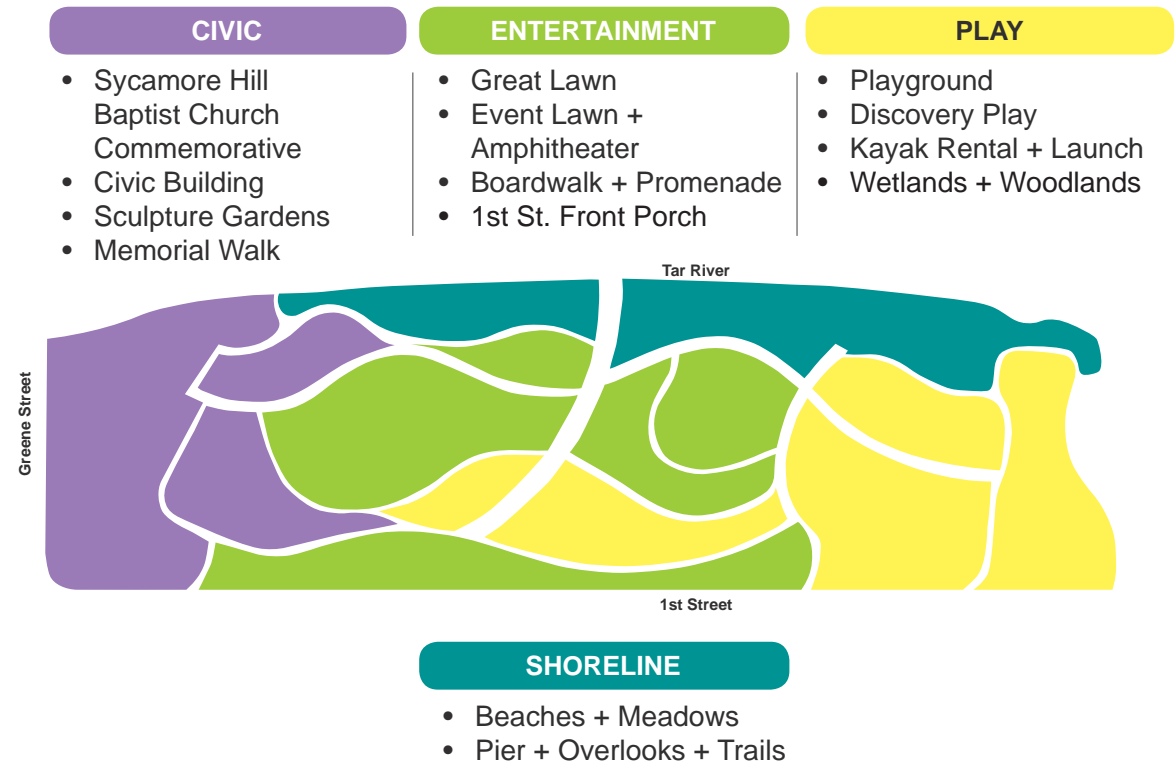 CIVIC
• Sycamore Hill
Baptist Church
Commemorative
• Civic Building
• Sculpture Gardens
• Memorial Walk
ENTERTAINMENT
• Great Lawn
• Event Lawn +
Amphitheater
• Boardwalk + Promenade
• 1st St. Front Porch
PLAY
• Playground
• Discovery Play
• Kayak Rental + Launch
• Wetlands + Woodlands
Tar River
Greene Street
1st Street
SHORELINE
• Beaches + Meadows
• Pier + Overlooks + Trails